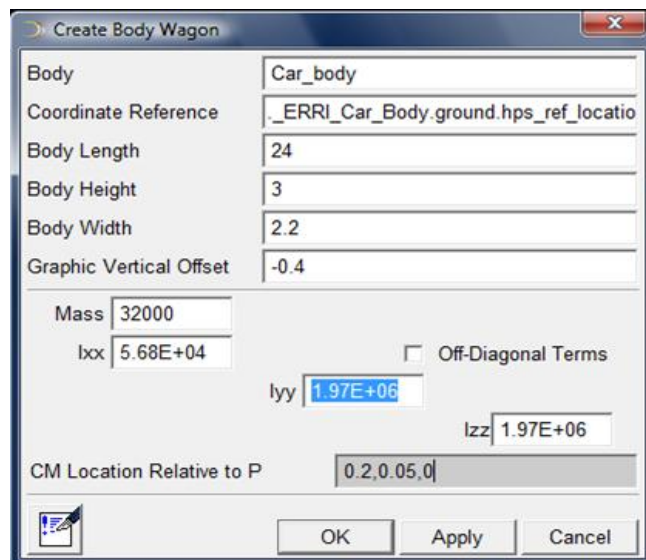 Create Body Wagon
Body Car_body
Coordinate Reference ._ERRI_Car_Body.ground.hps_ref_locatio
Body Length 24
Body Height 3
Body Width 2.2
Graphic Vertical Offset -0.4
Mass 32000
Ixx 5.68E+04 Off-Diagonal Terms
Iyy 1.97E+06
Izz 1.97E+06
CM Location Relative to P 0.2,0.05,0
OK Apply Cancel